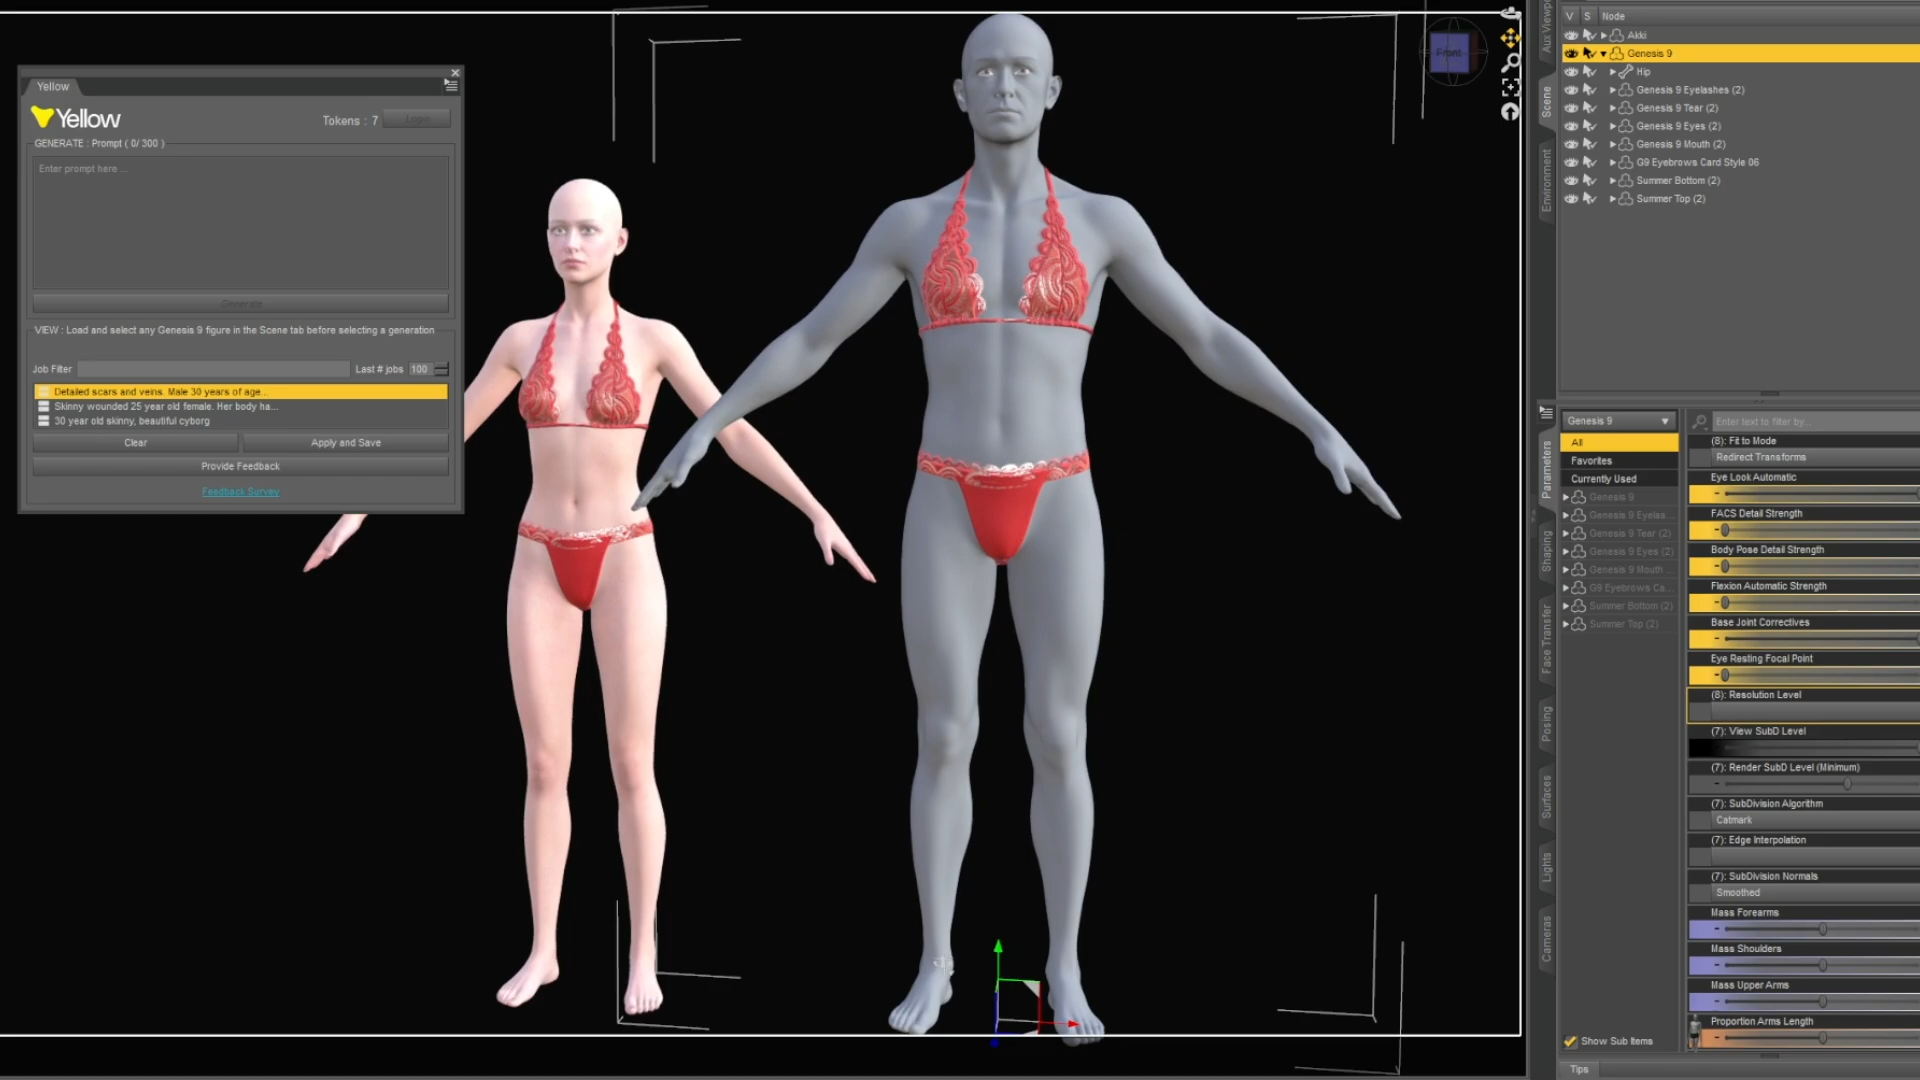 Yellow
Yellow
Tokens : 7
Login
GENERATE : Prompt ( 0/ 300 )
Enter prompt here ...
Generate
VIEW : Load and select any Genesis 9 figure in the Scene tab before selecting a generation
Job Filter
Last # jobs 100
Detailed scars and veins. Male 30 years of age...
Skinny wounded 25 year old female. Her body ha...
30 year old skinny, beautiful cyborg
Clear
Apply and Save
Provide Feedback
Feedback Survey
Front
Aux Viewpo
Scene
Environment
V S Node
Akki
Genesis 9
Hip
Genesis 9 Eyelashes (2)
Genesis 9 Tear (2)
Genesis 9 Eyes (2)
Genesis 9 Mouth (2)
G9 Eyebrows Card Style 06
Summer Bottom (2)
Summer Top (2)
Parameters
Shaping
Face Transfer
Posing
Surfaces
Lights
Cameras
Genesis 9
All
Favorites
Currently Used
Genesis 9
Genesis 9 Eyelas...
Genesis 9 Tear (2)
Genesis 9 Eyes (2)
Genesis 9 Mouth ...
G9 Eyebrows Ca...
Summer Bottom (2)
Summer Top (2)
Show Sub Items
Tips
Enter text to filter by...
(8): Fit to Mode
Redirect Transforms
Eye Look Automatic
FACS Detail Strength
Body Pose Detail Strength
Flexion Automatic Strength
Base Joint Correctives
Eye Resting Focal Point
(8): Resolution Level
(7): View SubD Level
(7): Render SubD Level (Minimum)
(7): SubDivision Algorithm
Catmark
(7): Edge Interpolation
(7): SubDivision Normals
Smoothed
Mass Forearms
Mass Shoulders
Mass Upper Arms
Proportion Arms Length